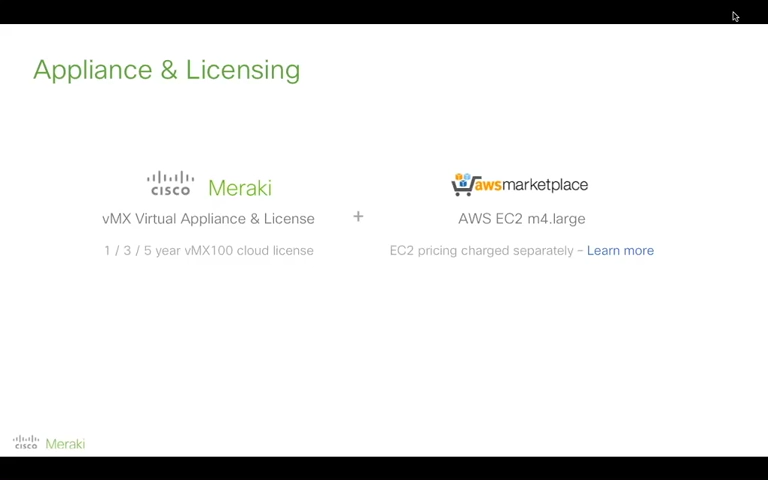 Appliance & Licensing
cisco Meraki
vMX Virtual Appliance & License
1 / 3 / 5 year vMX100 cloud license
+
awsmarketplace
AWS EC2 m4.large
EC2 pricing charged separately – Learn more
cisco Meraki